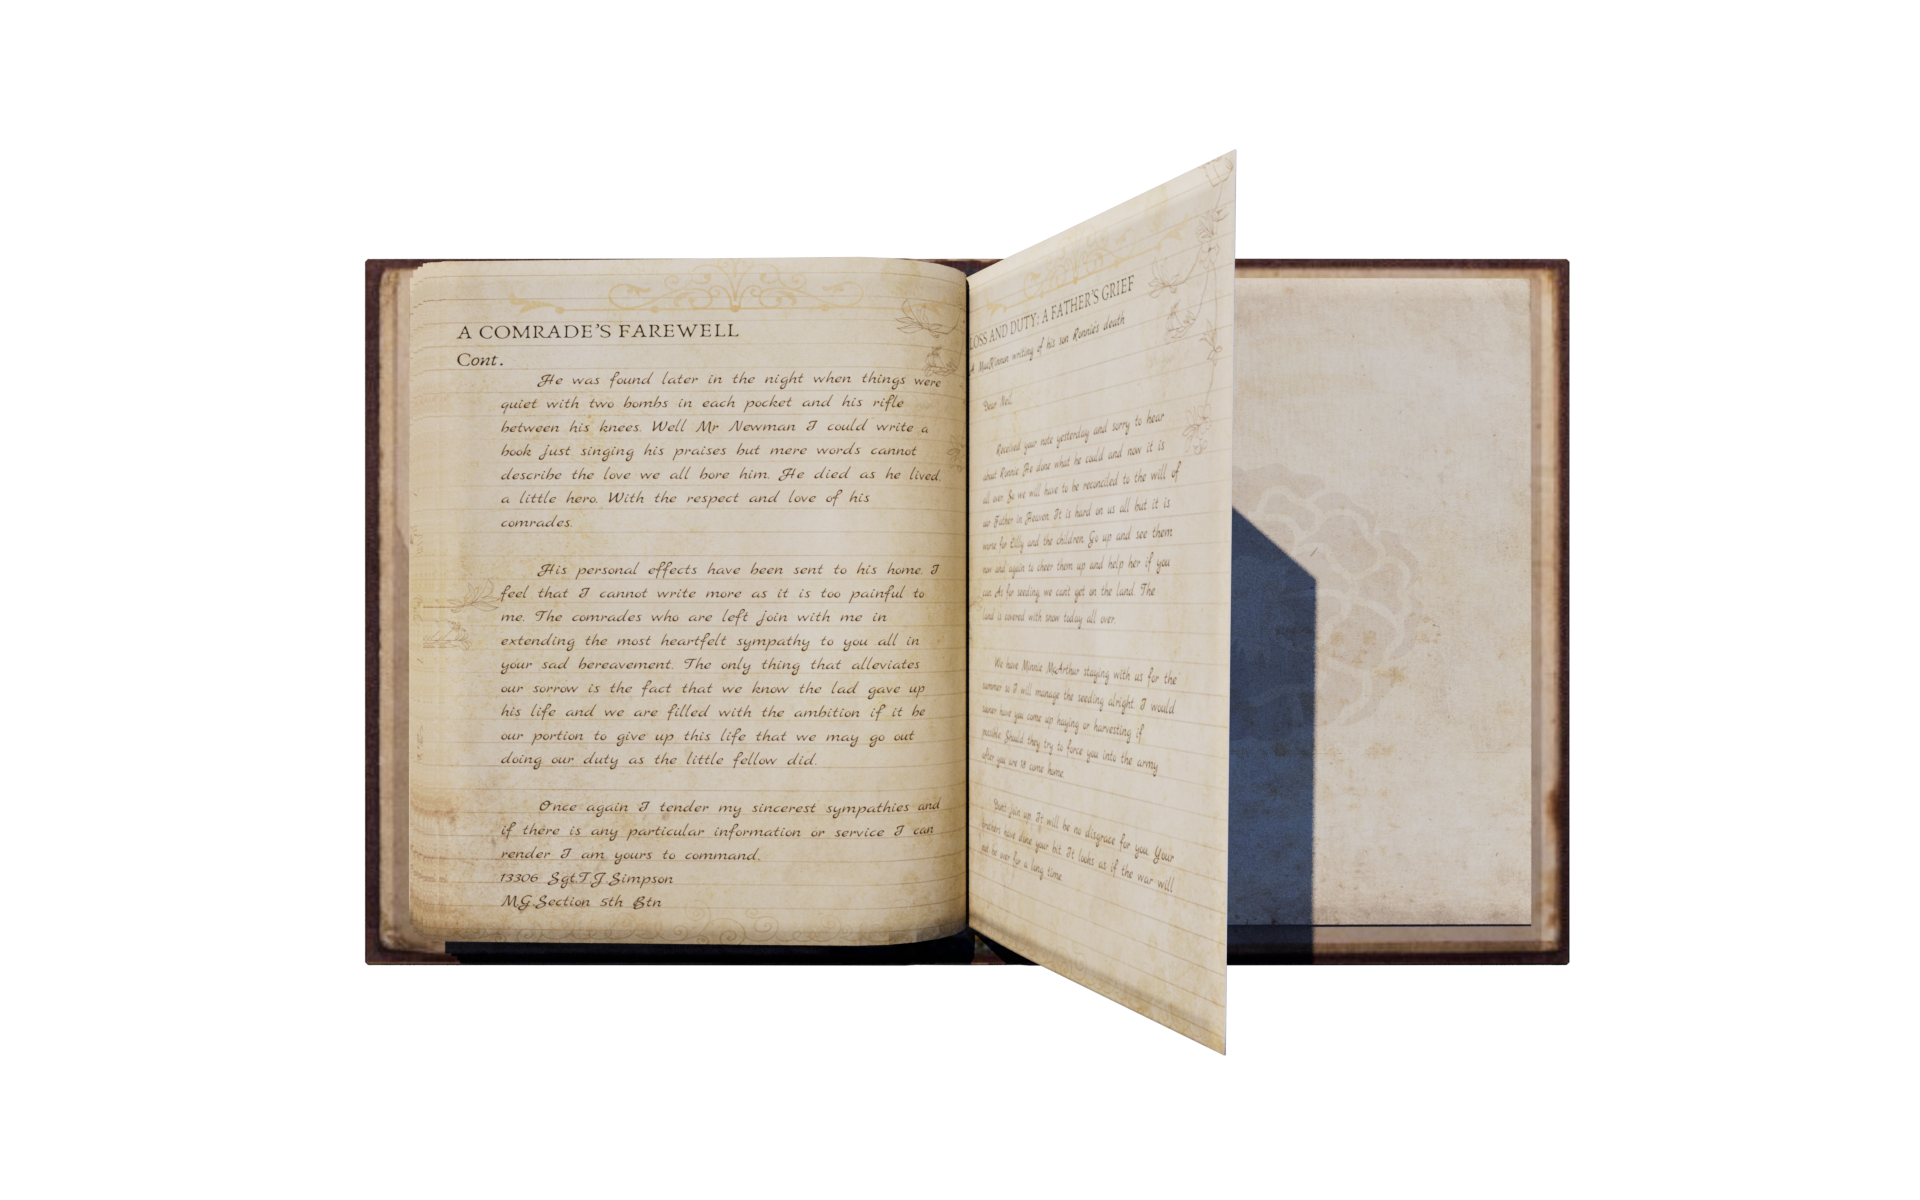 A COMRADE'S FAREWELL
Cont.
He was found later in the night when things were
quiet with two bombs in each pocket and his rifle
between his knees. Well Mr Newman I could write a
book just singing his praises but mere words cannot
describe the love we all bore him. He died as he lived,
a little hero. With the respect and love of his
comrades.
His personal effects have been sent to his home. I
feel that I cannot write more as it is too painful to
me. The comrades who are left join with me in
extending the most heartfelt sympathy to you all in
your sad bereavement. The only thing that alleviates
our sorrow is the fact that we know the lad gave up
his life and we are filled with the ambition if it be
our portion to give up this life that we may go out
doing our duty as the little fellow did.
Once again I tender my sincerest sympathies and
if there is any particular information or service I can
render I am yours to command.
13306 Sgt.T.J.Simpson
M.G.Section 5th Btn
LOSS AND DUTY: A FATHER'S GRIEF
A. MacKinnon writing of his son Ronnie's death
Dear Neil,
Received your note yesterday and sorry to hear
about Ronnie. He done what he could and now it is
all over. So we will have to be reconciled to the will of
our Father in Heaven. It is hard on us all but it is
worse for Lilly and the children. Go up and see them
now and again to cheer them up and help her if you
can. As for seeding we cant get on the land. The
land is covered with snow today all over.
We have Minnie McArthur staying with us for the
summer so I will manage the seeding alright. I would
sooner have you come up haying or harvesting if
possible. Should they try to force you into the army
after you are 18 come home.
Dont join up. It will be no disgrace for you. Your
brothers have done your bit. It looks as if the war will
not be over for a long time.